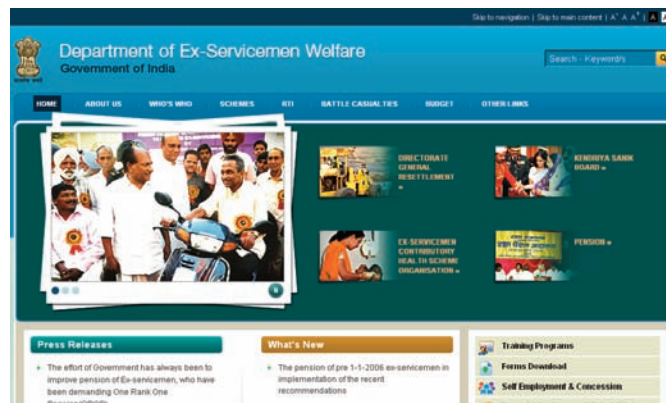 Skip to navigation | Skip to main content | A- A A+ | A A
Department of Ex-Servicemen Welfare
Government of India
Search - Keyword/s
HOME ABOUT US WHO'S WHO SCHEMES RTI BATTLE CASUALTIES BUDGET OTHER LINKS
DIRECTORATE
GENERAL
RESETTLEMENT
»
KENDRIYA SANIK
BOARD »
EX-SERVICEMEN
CONTRIBUTORY
HEALTH SCHEME
ORGANISATION »
PENSION »
Press Releases
The effort of Government has always been to
improve pension of Ex-servicemen, who have
been demanding One Rank One
What's New
The pension of pre 1-1-2006 ex-servicemen in
implementation of the recent
recommendations
Training Programs
Forms Download
Self Employment & Concession